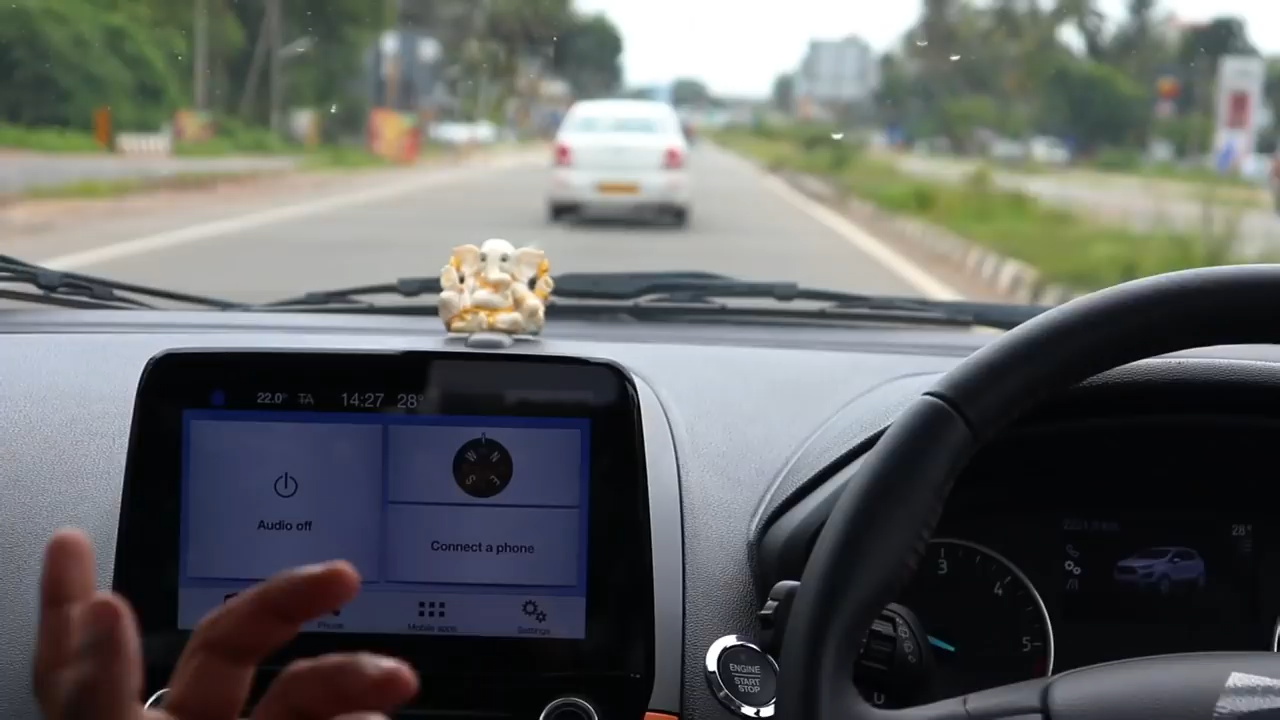 22.0° TA 14:27 28°
Audio off
W N
S E
Connect a phone
Phone
Mobile apps
Settings
28°
3
4
5
ENGINE
START
STOP
U